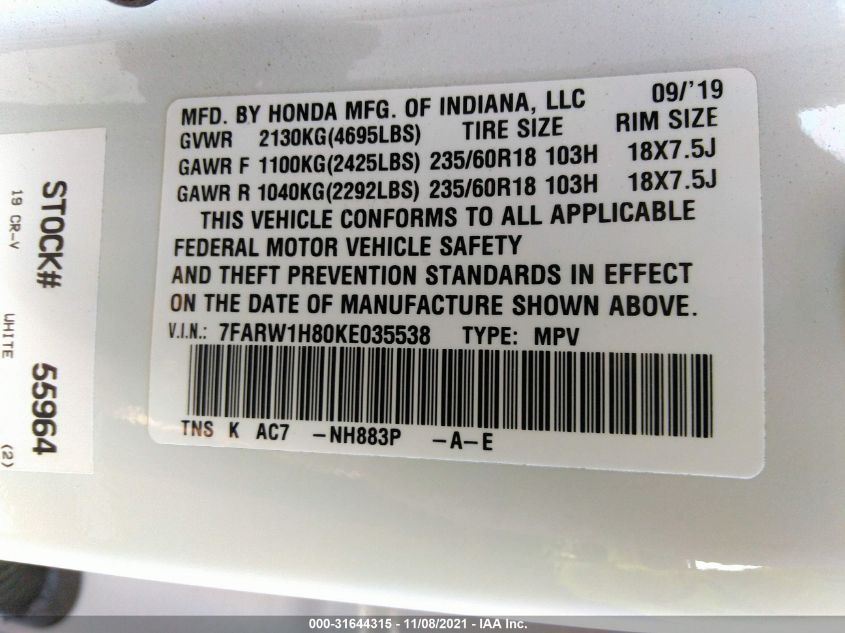 MFD. BY HONDA MFG. OF INDIANA, LLC 09/'19
GVWR 2130KG(4695LBS) TIRE SIZE RIM SIZE
GAWR F 1100KG(2425LBS) 235/60R18 103H 18X7.5J
GAWR R 1040KG(2292LBS) 235/60R18 103H 18X7.5J
THIS VEHICLE CONFORMS TO ALL APPLICABLE
FEDERAL MOTOR VEHICLE SAFETY
AND THEFT PREVENTION STANDARDS IN EFFECT
ON THE DATE OF MANUFACTURE SHOWN ABOVE.
V.I.N.: 7FARW1H80KE035538 TYPE: MPV
TNS K AC7 -NH883P -A-E
STOCK# 55964
19 CR-V WHITE (2)
000-31644315 - 11/08/2021 - IAA Inc.